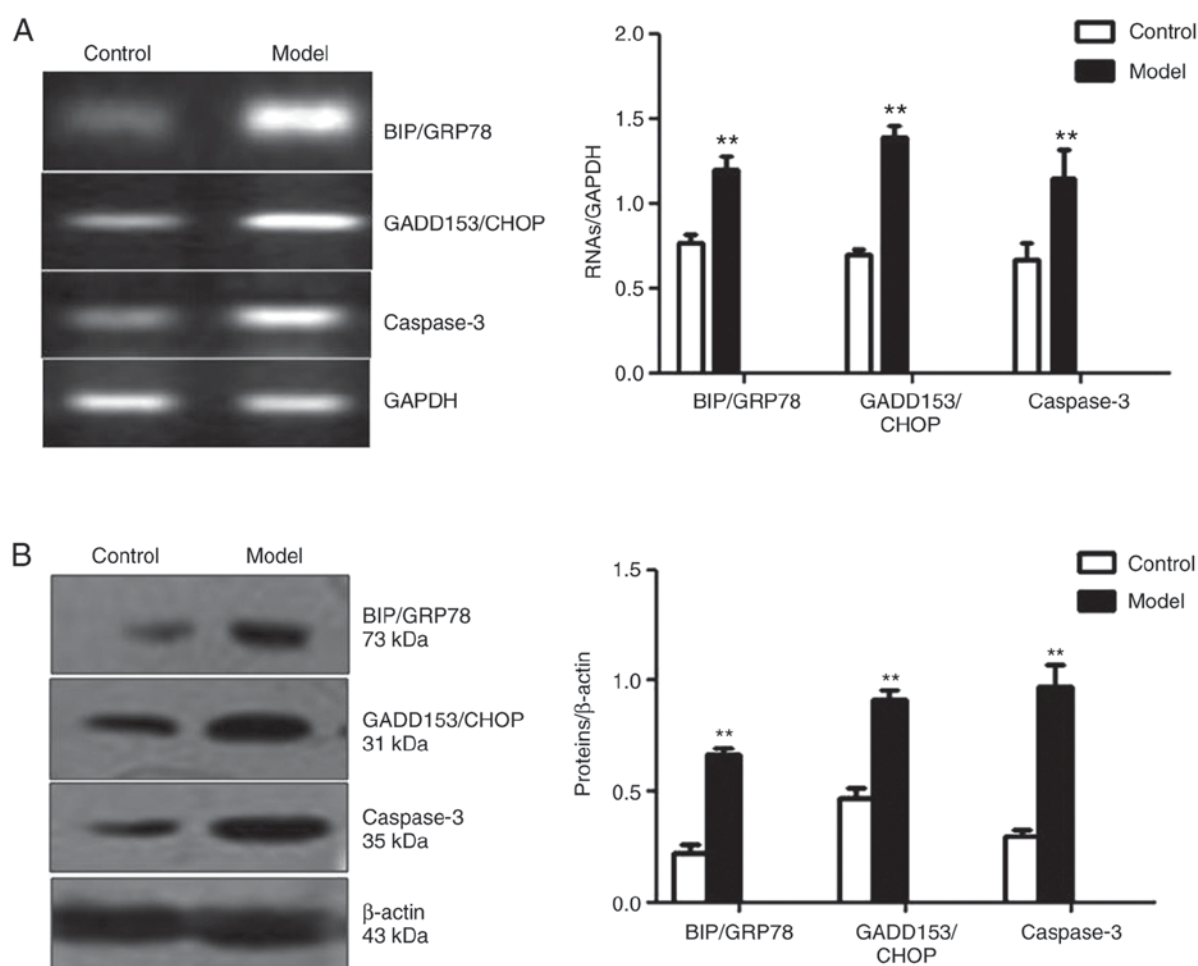 A
Control Model
BIP/GRP78
GADD153/CHOP
Caspase-3
GAPDH
RNAs/GAPDH
2.0
1.5
1.0
0.5
0.0
** ** **
BIP/GRP78 GADD153/ Caspase-3
CHOP
Control
Model
B
Control Model
BIP/GRP78
73 kDa
GADD153/CHOP
31 kDa
Caspase-3
35 kDa
β-actin
43 kDa
Proteins/β-actin
1.5
1.0
0.5
0.0
** ** **
BIP/GRP78 GADD153/ Caspase-3
CHOP
Control
Model